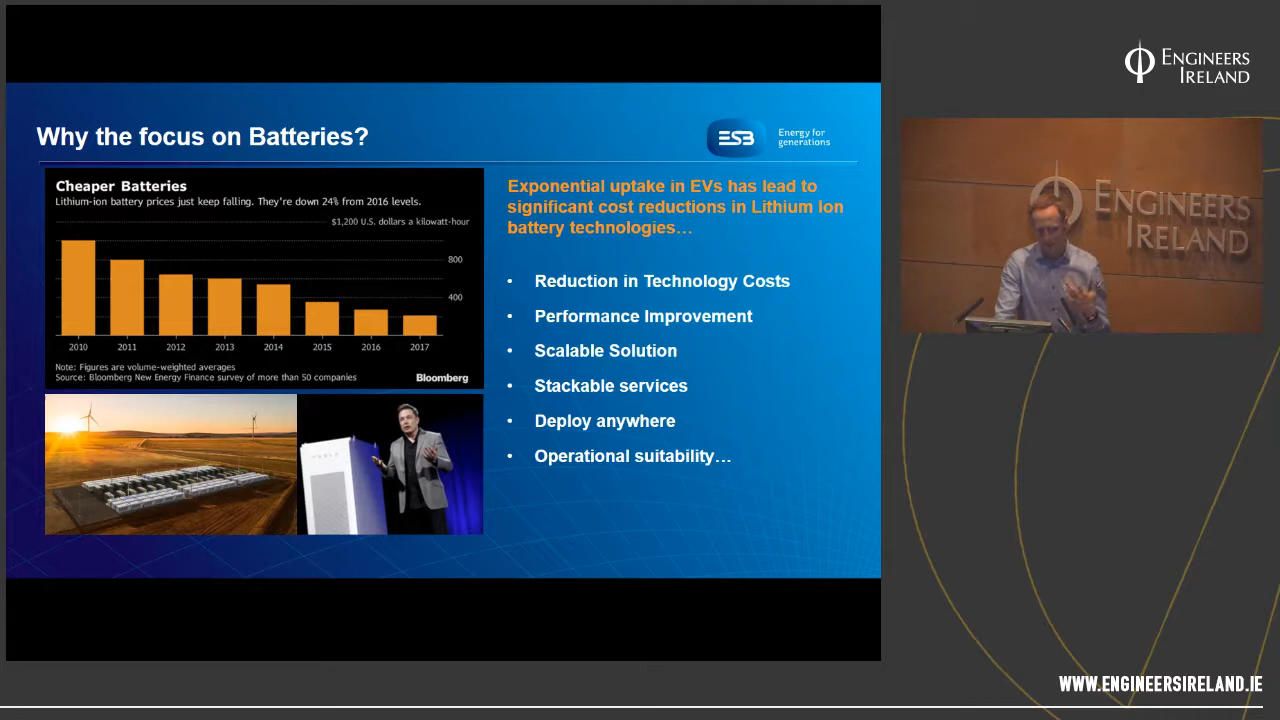 ENGINEERS
IRELAND
Why the focus on Batteries?
ESB
Energy for
generations
Cheaper Batteries
Lithium-ion battery prices just keep falling. They're down 24% from 2016 levels.
$1,200 U.S. dollars a kilowatt-hour
800
400
2010 2011 2012 2013 2014 2015 2016 2017
Note: Figures are volume-weighted averages
Source: Bloomberg New Energy Finance survey of more than 50 companies
Bloomberg
Exponential uptake in EVs has lead to
significant cost reductions in Lithium Ion
battery technologies…
• Reduction in Technology Costs
• Performance Improvement
• Scalable Solution
• Stackable services
• Deploy anywhere
• Operational suitability…
TESLA
ENGINEERS
IRELAND
WWW.ENGINEERSIRELAND.IE